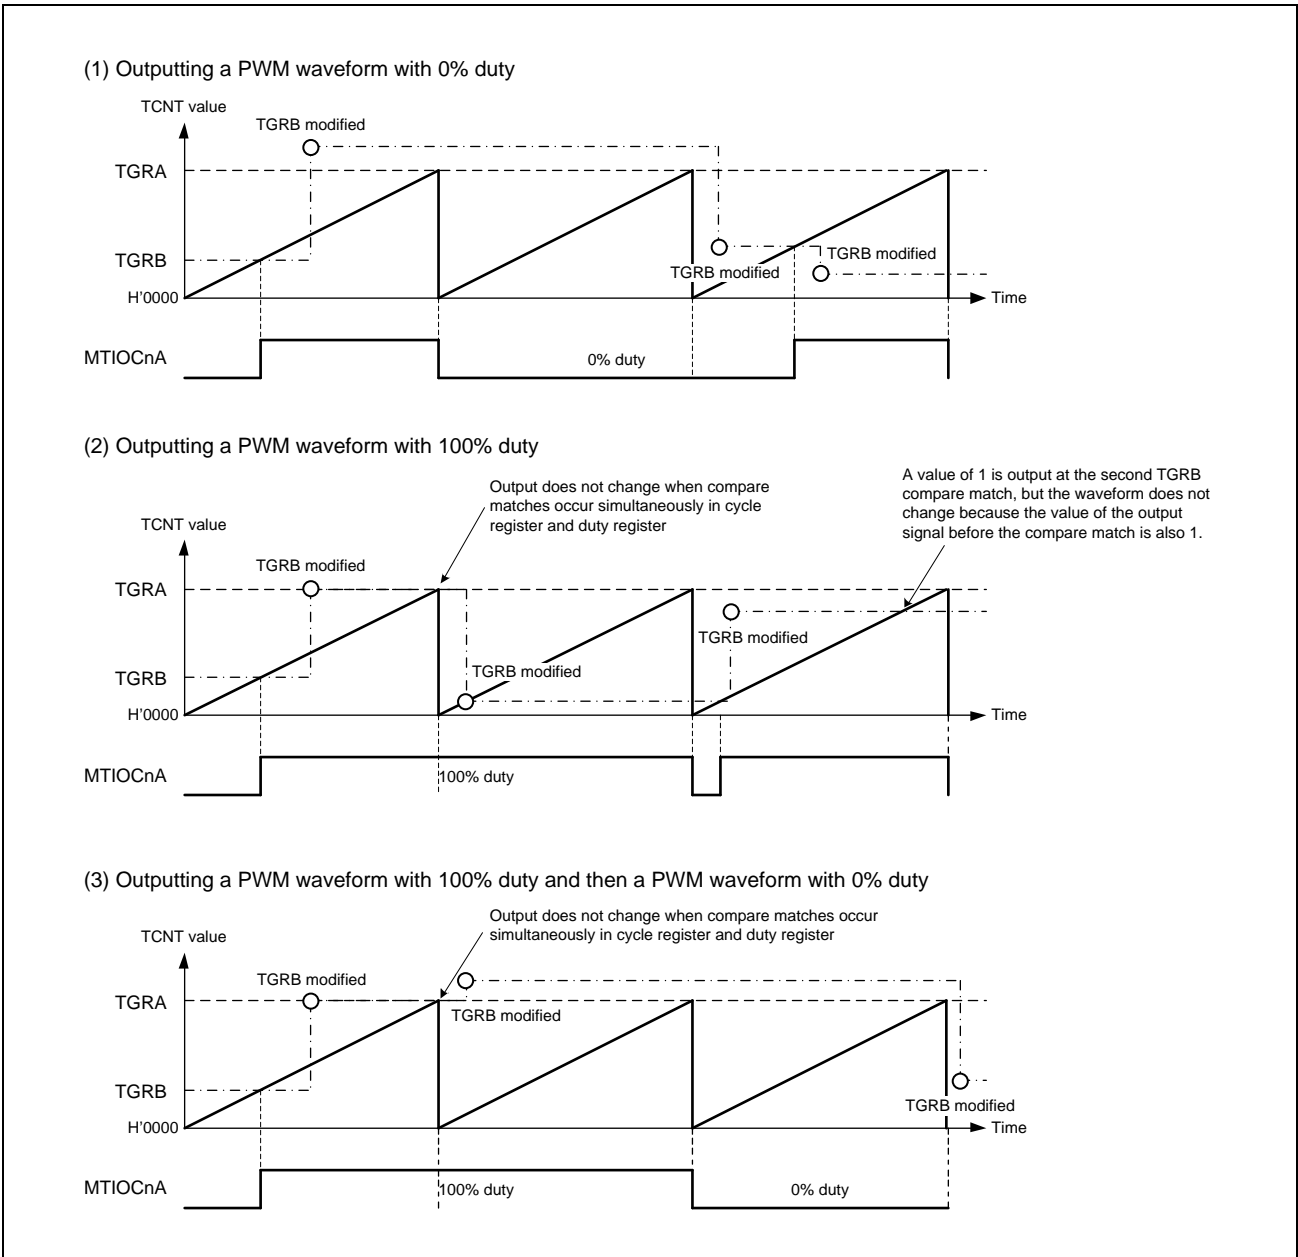 (1) Outputting a PWM waveform with 0% duty
TCNT value
TGRB modified
TGRA
TGRB modified
TGRB
TGRB modified
H'0000
Time
MTIOCnA
0% duty
(2) Outputting a PWM waveform with 100% duty
A value of 1 is output at the second TGRB
compare match, but the waveform does not
change because the value of the output
signal before the compare match is also 1.
Output does not change when compare
matches occur simultaneously in cycle
register and duty register
TCNT value
TGRB modified
TGRA
TGRB modified
TGRB modified
TGRB
H'0000
Time
MTIOCnA
100% duty
(3) Outputting a PWM waveform with 100% duty and then a PWM waveform with 0% duty
Output does not change when compare matches occur
simultaneously in cycle register and duty register
TCNT value
TGRB modified
TGRA
TGRB modified
TGRB
TGRB modified
H'0000
Time
MTIOCnA
100% duty
0% duty